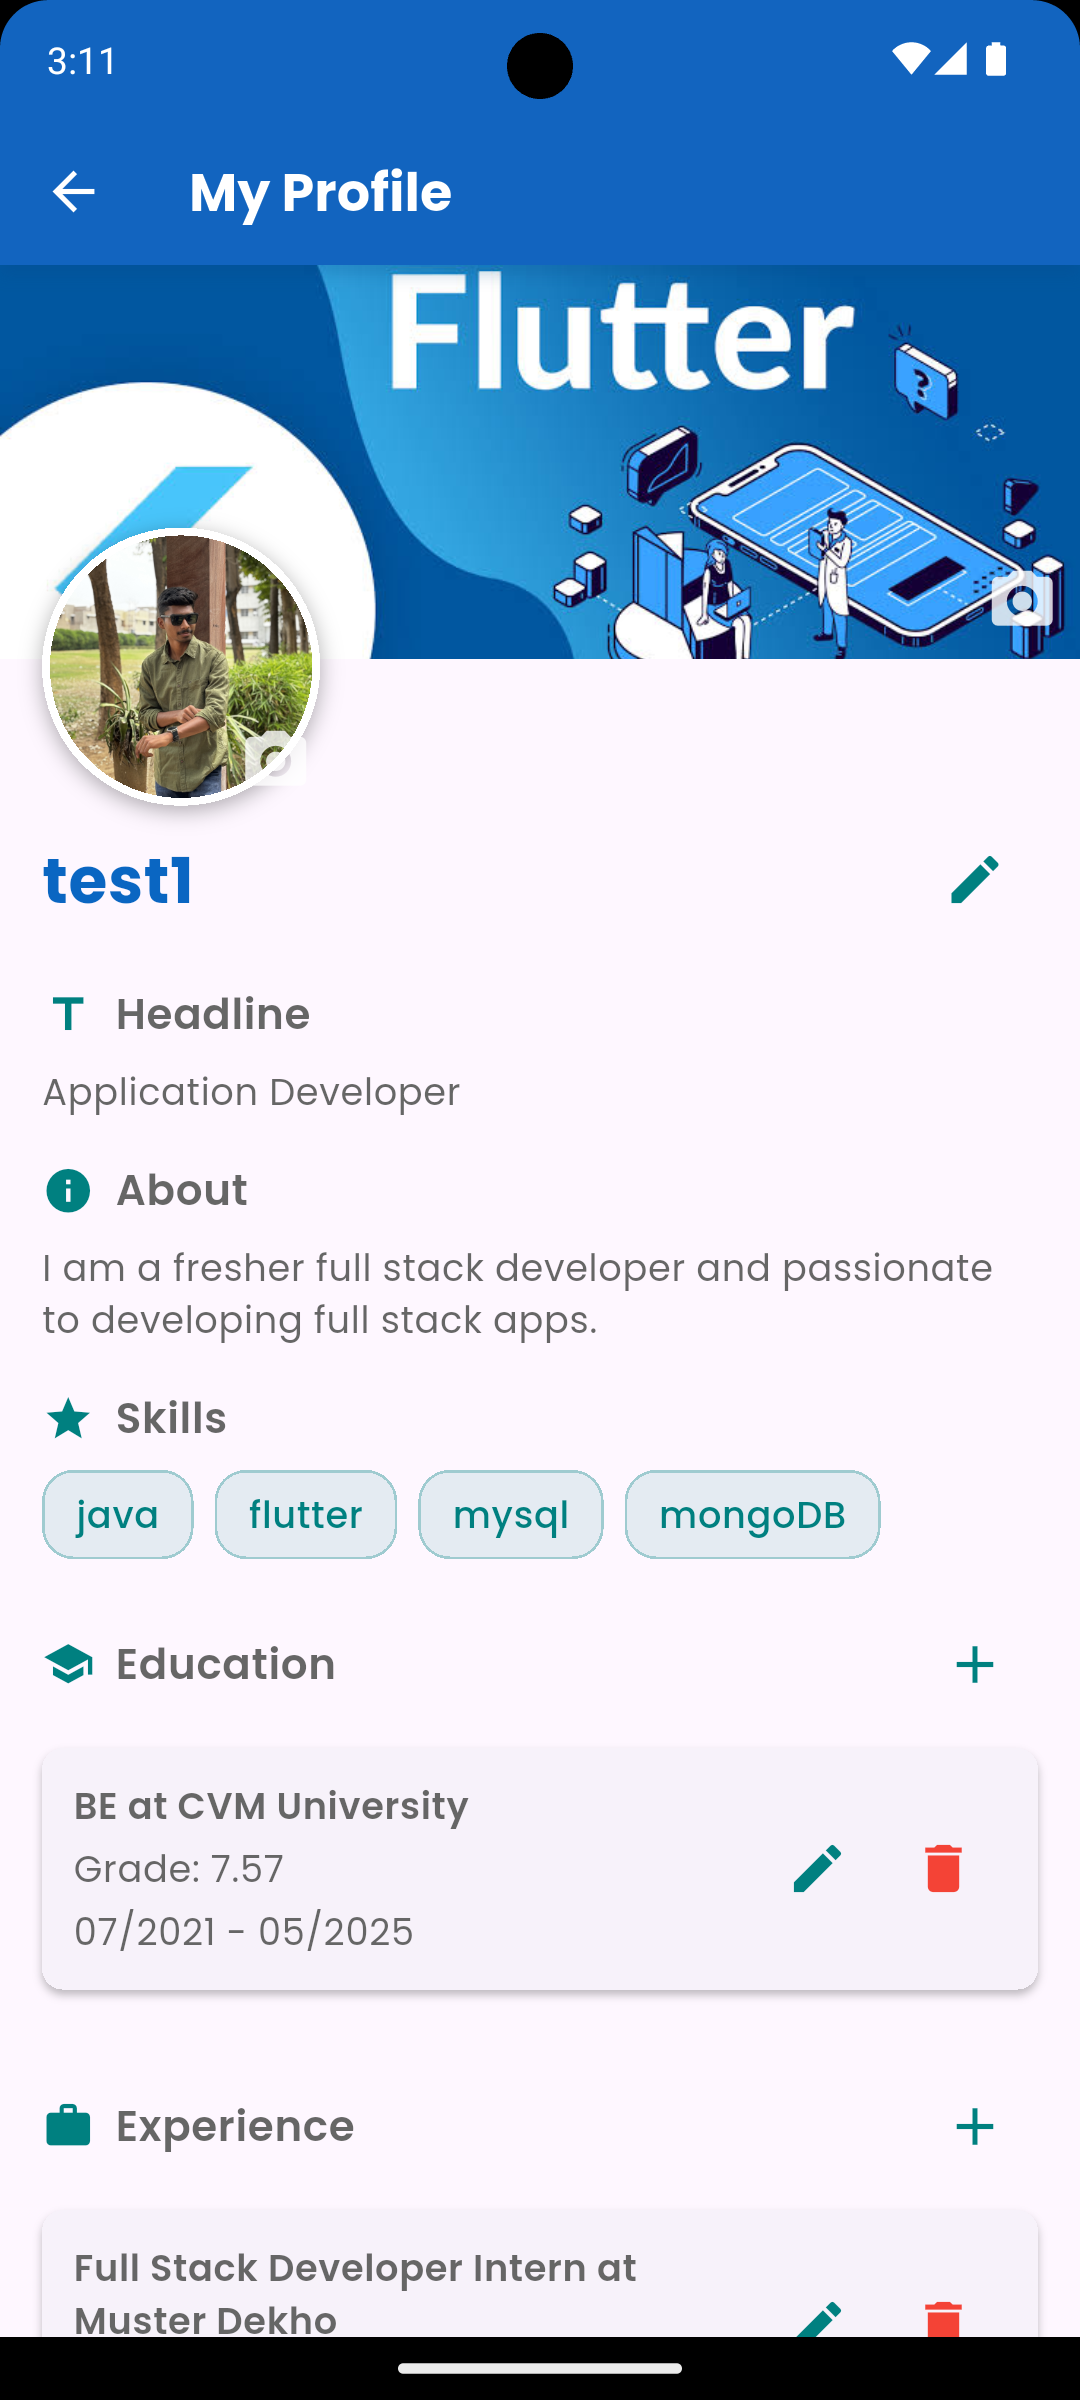 3:11
My Profile
Flutter
?
test1
Headline
Application Developer
About
I am a fresher full stack developer and passionate
to developing full stack apps.
Skills
java flutter mysql mongoDB
Education
BE at CVM University
Grade: 7.57
07/2021 - 05/2025
Experience
Full Stack Developer Intern at
Muster Dekho